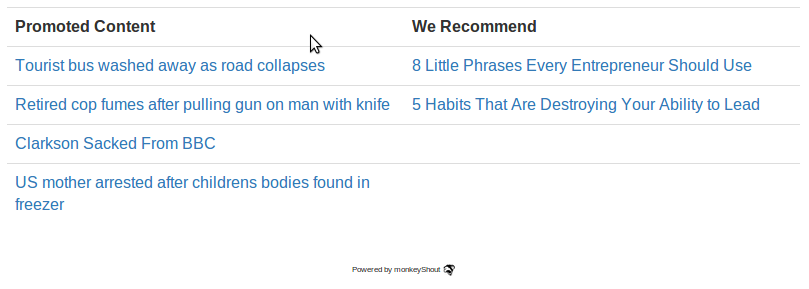 Promoted Content
We Recommend
Tourist bus washed away as road collapses
8 Little Phrases Every Entrepreneur Should Use
Retired cop fumes after pulling gun on man with knife
5 Habits That Are Destroying Your Ability to Lead
Clarkson Sacked From BBC
US mother arrested after childrens bodies found in
freezer
Powered by monkeyShout